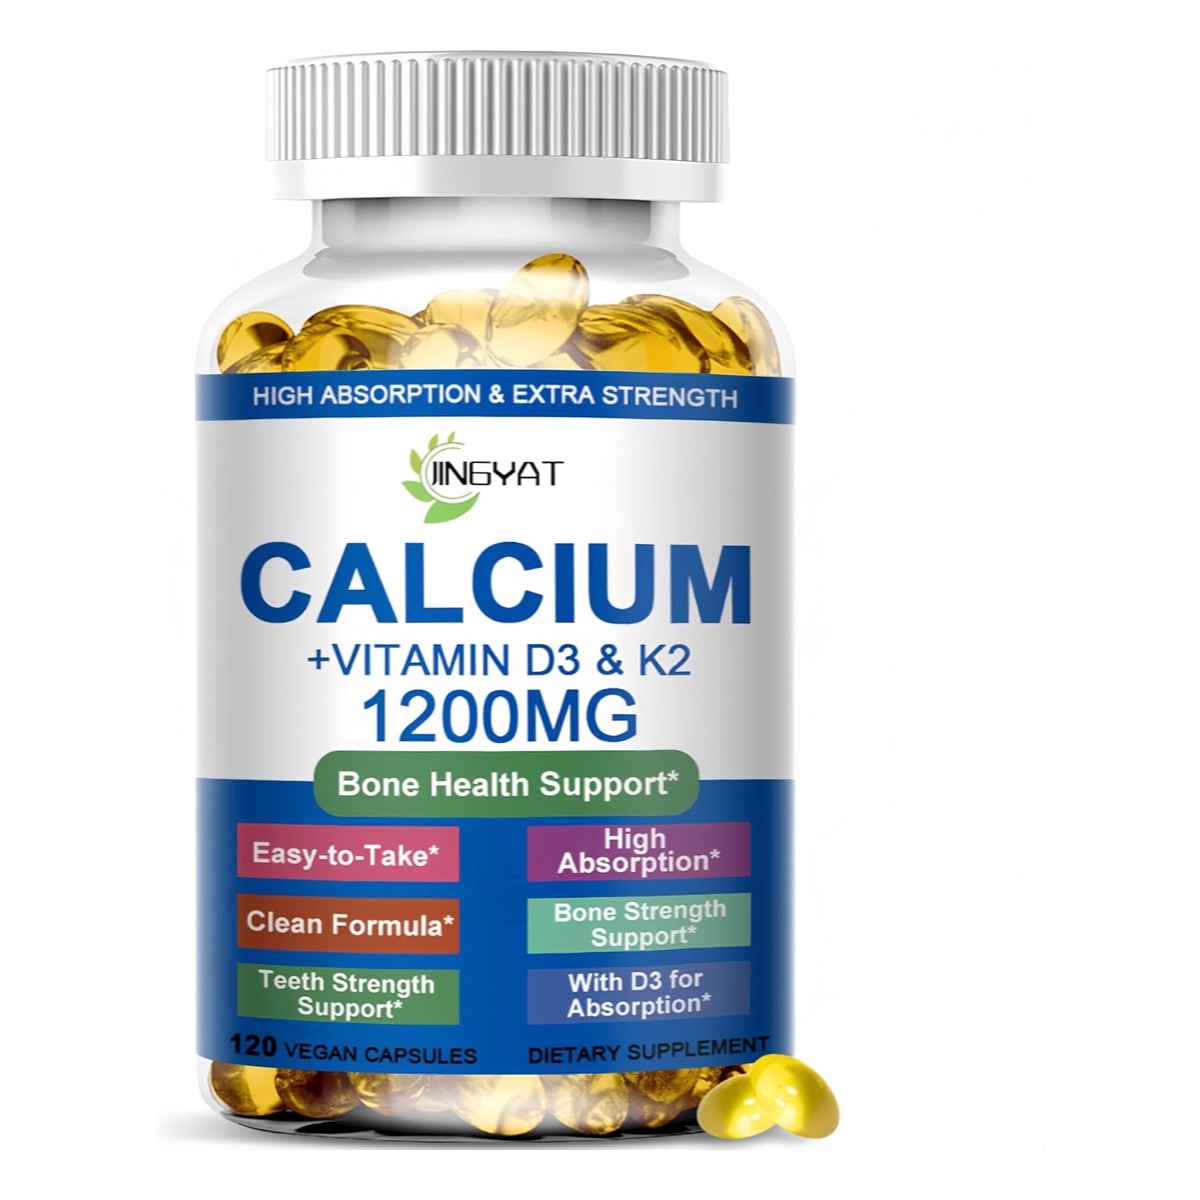 HIGH ABSORPTION & EXTRA STRENGTH
JINGYAT
CALCIUM
+VITAMIN D3 & K2
1200MG
Bone Health Support*
Easy-to-Take*
High
Absorption*
Clean Formula*
Bone Strength
Support*
Teeth Strength
Support*
With D3 for
Absorption*
120 VEGAN CAPSULES
DIETARY SUPPLEMENT